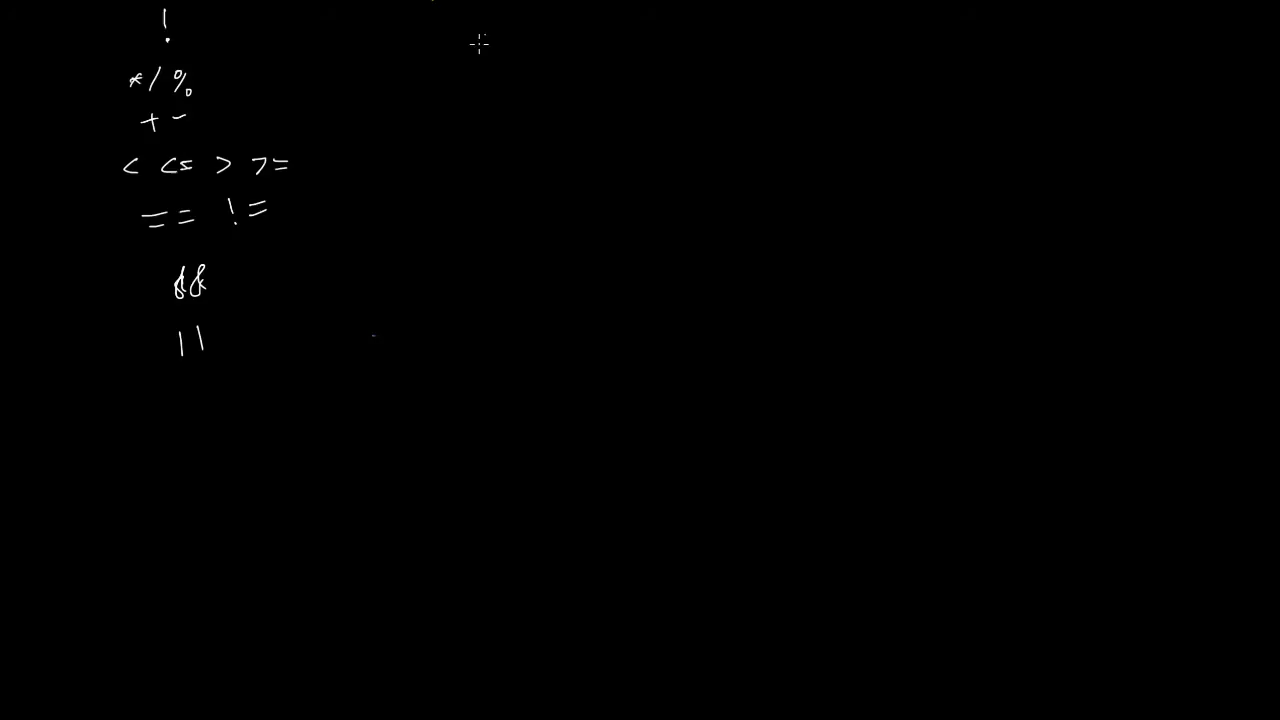 !
* / %
+ -
< <= > >=
== !=
&&
||